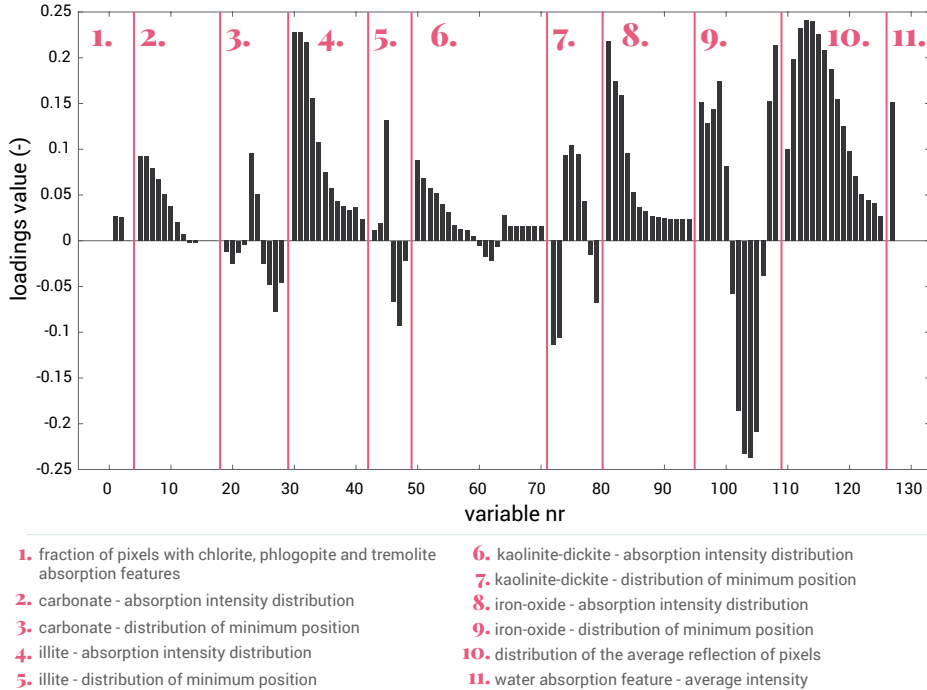 0.25
0.2
0.15
0.1
0.05
0
-0.05
-0.1
-0.15
-0.2
-0.25
loadings value (-)
1. 2. 3. 4. 5. 6. 7. 8. 9. 10. 11.
0 10 20 30 40 50 60 70 80 90 100 110 120 130
variable nr
1. fraction of pixels with chlorite, phlogopite and tremolite
absorption features
2. carbonate - absorption intensity distribution
3. carbonate - distribution of minimum position
4. illite - absorption intensity distribution
5. illite - distribution of minimum position
6. kaolinite-dickite - absorption intensity distribution
7. kaolinite-dickite - distribution of minimum position
8. iron-oxide - absorption intensity distribution
9. iron-oxide - distribution of minimum position
10. distribution of the average reflection of pixels
11. water absorption feature - average intensity